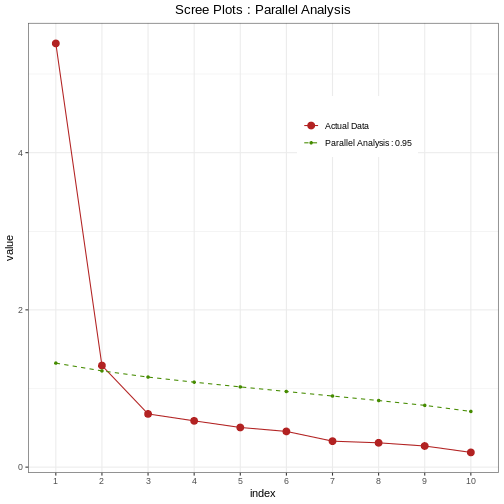 Scree Plots : Parallel Analysis
Actual Data
Parallel Analysis : 0.95
value
4
2
0
1 2 3 4 5 6 7 8 9 10
index